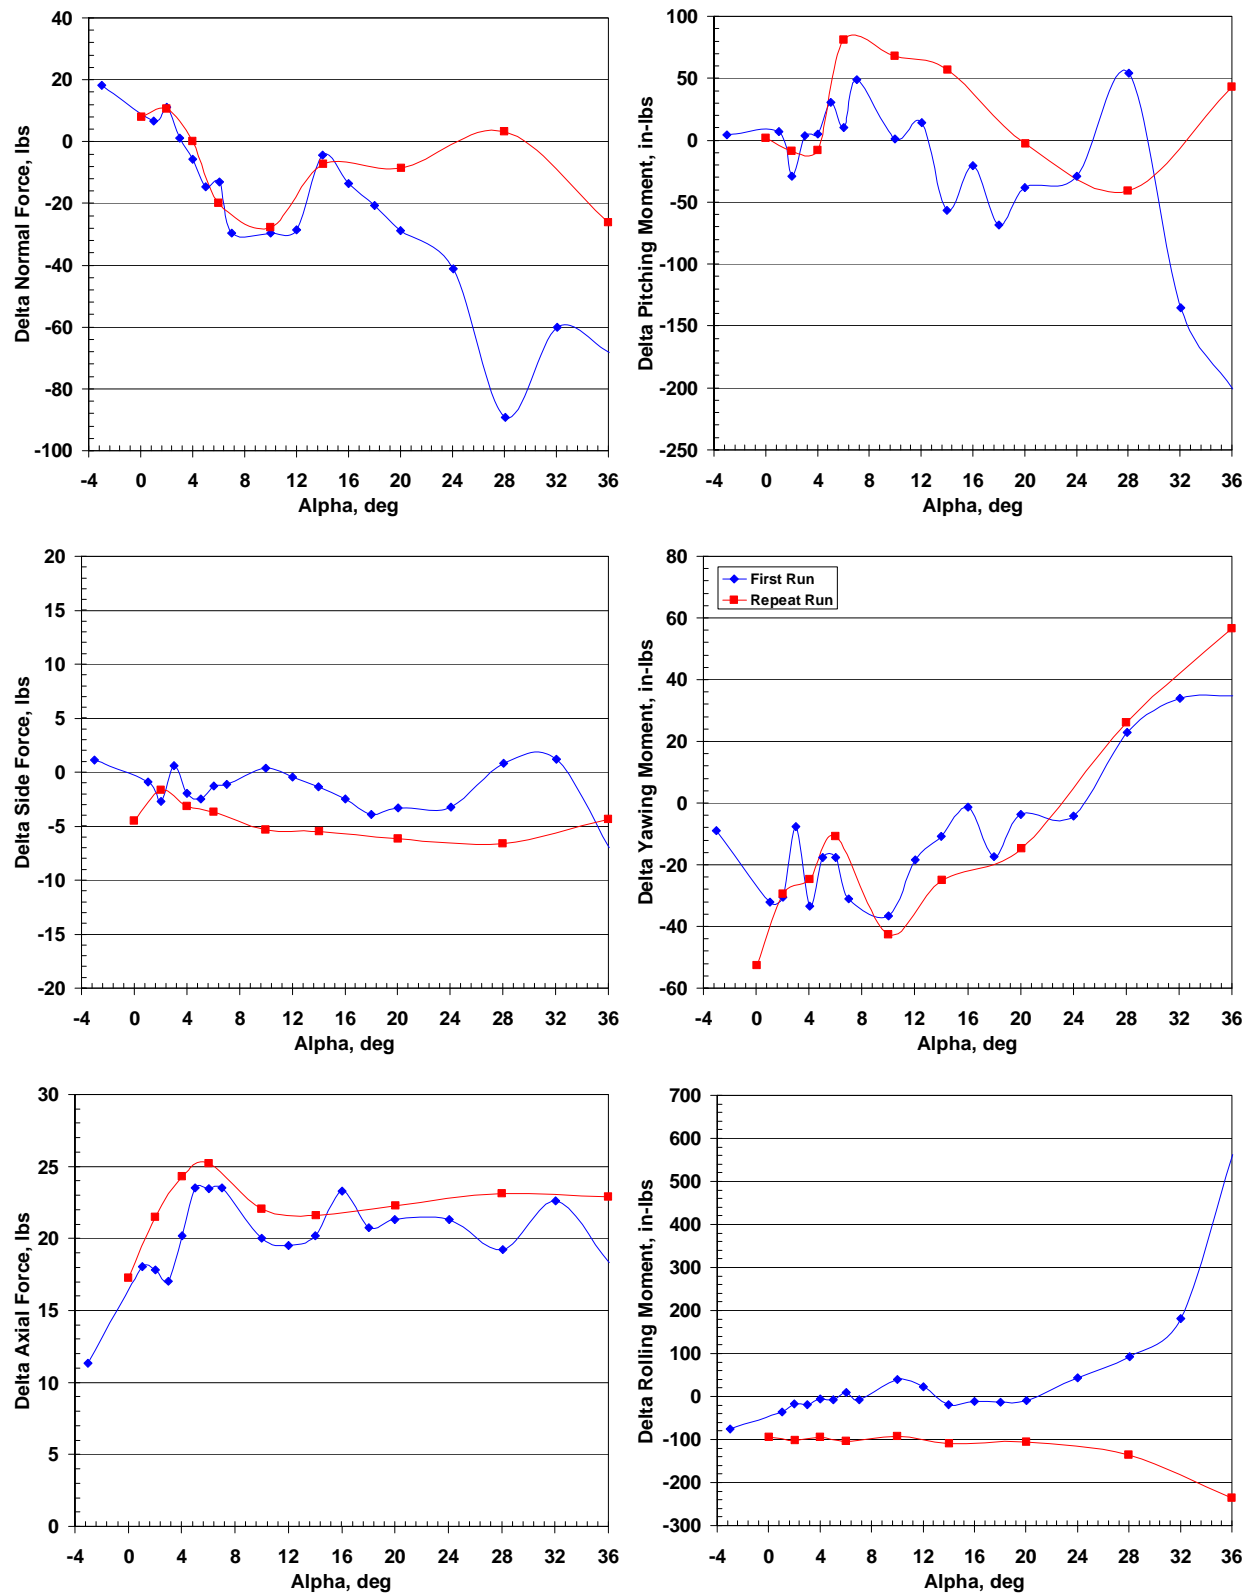 40
20
0
-20
-40
-60
-80
-100
Delta Normal Force, lbs
-4 0 4 8 12 16 20 24 28 32 36
Alpha, deg
100
50
0
-50
-100
-150
-200
-250
Delta Pitching Moment, in-lbs
-4 0 4 8 12 16 20 24 28 32 36
Alpha, deg
20
15
10
5
0
-5
-10
-15
-20
Delta Side Force, lbs
-4 0 4 8 12 16 20 24 28 32 36
Alpha, deg
80
60
40
20
0
-20
-40
-60
Delta Yawing Moment, in-lbs
First Run
Repeat Run
-4 0 4 8 12 16 20 24 28 32 36
Alpha, deg
30
25
20
15
10
5
0
Delta Axial Force, lbs
-4 0 4 8 12 16 20 24 28 32 36
Alpha, deg
700
600
500
400
300
200
100
0
-100
-200
-300
Delta Rolling Moment, in-lbs
-4 0 4 8 12 16 20 24 28 32 36
Alpha, deg